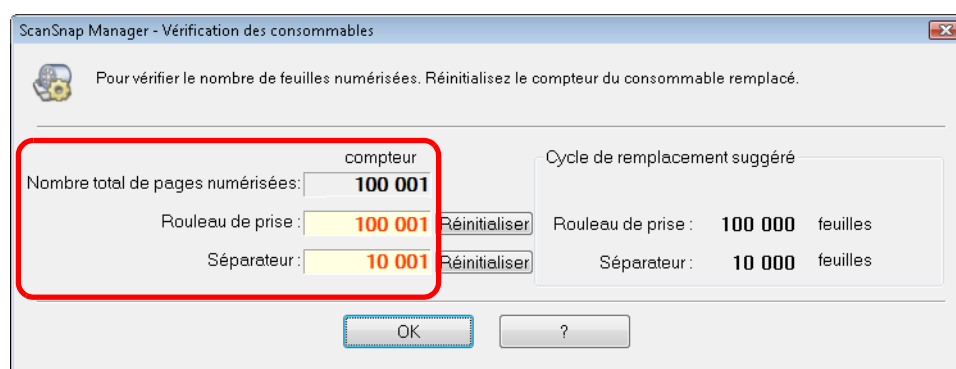 ScanSnap Manager - Vérification des consommables
Pour vérifier le nombre de feuilles numérisées. Réinitialisez le compteur du consommable remplacé.
compteur
Cycle de remplacement suggéré
Nombre total de pages numérisées: 100 001
Rouleau de prise : 100 001 Réinitialiser Rouleau de prise : 100 000 feuilles
Séparateur : 10 001 Réinitialiser Séparateur : 10 000 feuilles
OK ?